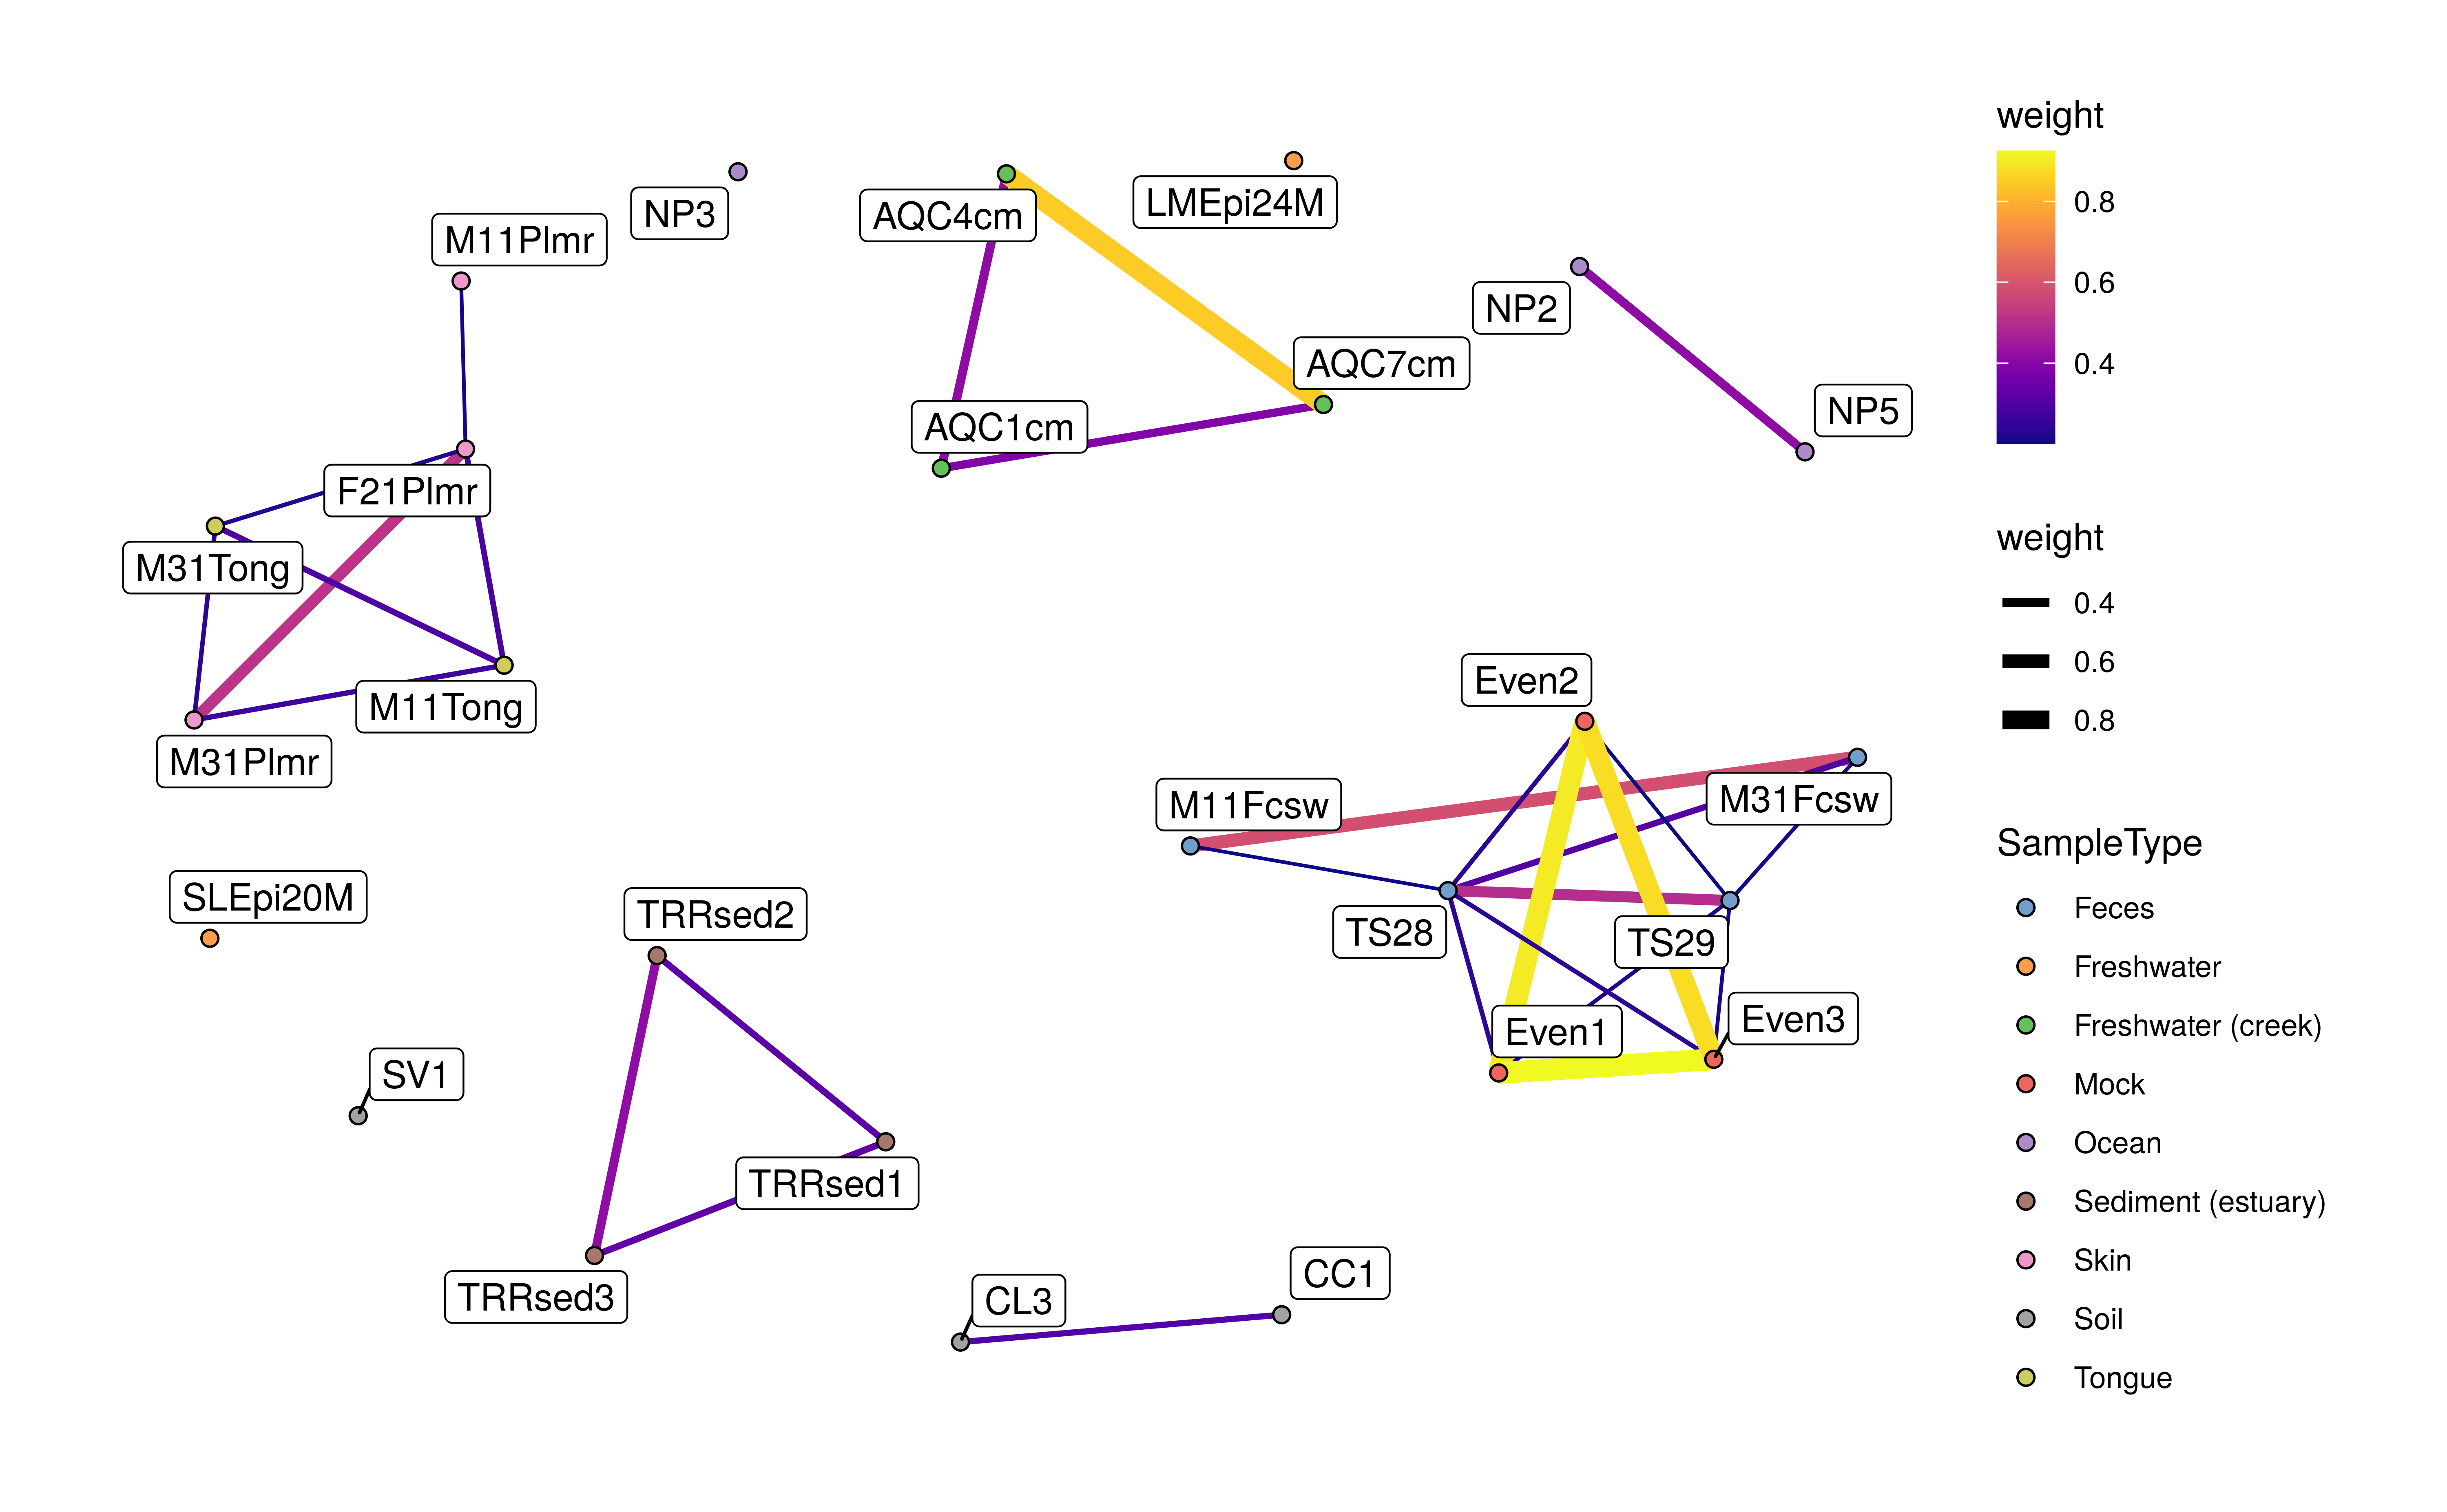 NP3
M11Plmr
AQC4cm
LMEpi24M
NP2
AQC7cm
NP5
AQC1cm
F21Plmr
M31Tong
M11Tong
M31Plmr
Even2
M11Fcsw
M31Fcsw
TS28
TS29
Even1
Even3
SLEpi20M
TRRsed2
SV1
TRRsed1
TRRsed3
CL3
CC1
weight
0.8
0.6
0.4
weight
0.4
0.6
0.8
SampleType
Feces
Freshwater
Freshwater (creek)
Mock
Ocean
Sediment (estuary)
Skin
Soil
Tongue